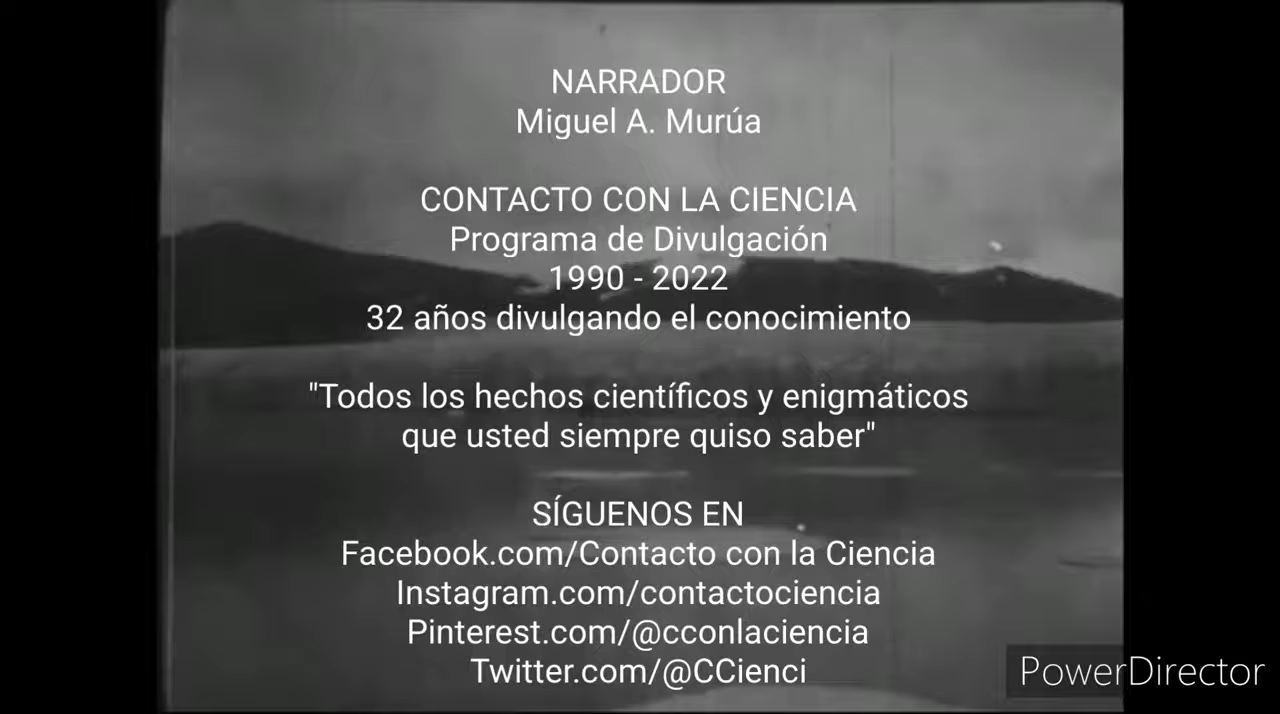 NARRADOR
Miguel A. Murúa
CONTACTO CON LA CIENCIA
Programa de Divulgación
1990 - 2022
32 años divulgando el conocimiento
"Todos los hechos científicos y enigmáticos
que usted siempre quiso saber"
SÍGUENOS EN
Facebook.com/Contacto con la Ciencia
Instagram.com/contactociencia
Pinterest.com/@cconlaciencia
Twitter.com/@CCienci
PowerDirector